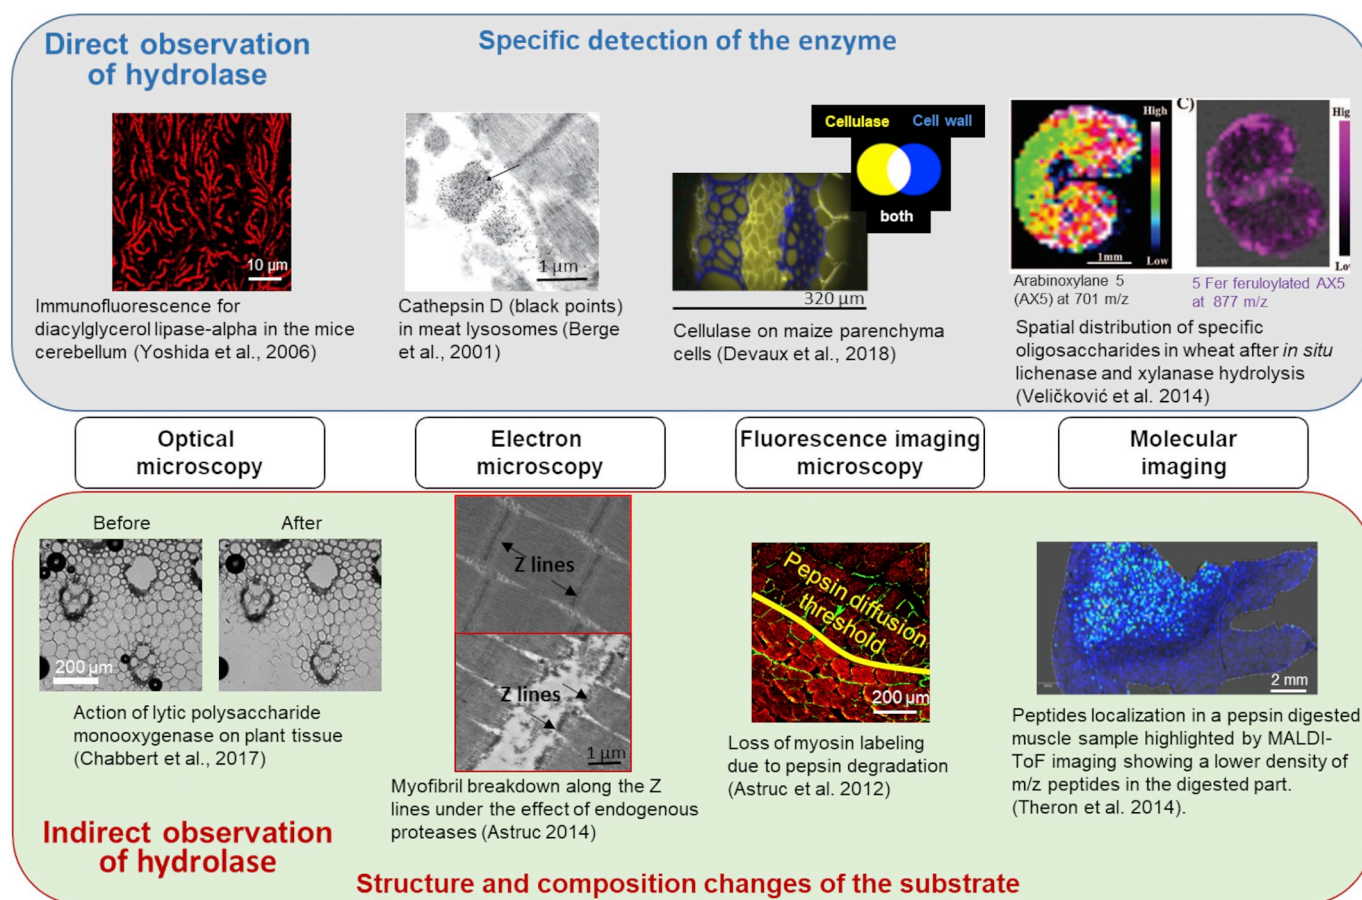 Direct observation
of hydrolase
Specific detection of the enzyme
10 µm
Immunofluorescence for
diacylglycerol lipase-alpha in the mice
cerebellum (Yoshida et al., 2006)
1 µm
Cathepsin D (black points)
in meat lysosomes (Berge
et al., 2001)
Cellulase Cell wall
both
320 µm
Cellulase on maize parenchyma
cells (Devaux et al., 2018)
High
1mm
Low
Arabinoxylane 5
(AX5) at 701 m/z
C)
Hig
Low
5 Fer feruloylated AX5
at 877 m/z
Spatial distribution of specific
oligosaccharides in wheat after in situ
lichenase and xylanase hydrolysis
(Veličković et al. 2014)
Optical
microscopy
Electron
microscopy
Fluorescence imaging
microscopy
Molecular
imaging
Before After
200 µm
Action of lytic polysaccharide
monooxygenase on plant tissue
(Chabbert et al., 2017)
Z lines
Z lines
1 µm
Myofibril breakdown along the Z
lines under the effect of endogenous
proteases (Astruc 2014)
Pepsin diffusion
threshold
200 µm
Loss of myosin labeling
due to pepsin degradation
(Astruc et al. 2012)
2 mm
Peptides localization in a pepsin digested
muscle sample highlighted by MALDI-
ToF imaging showing a lower density of
m/z peptides in the digested part.
(Theron et al. 2014).
Indirect observation
of hydrolase
Structure and composition changes of the substrate